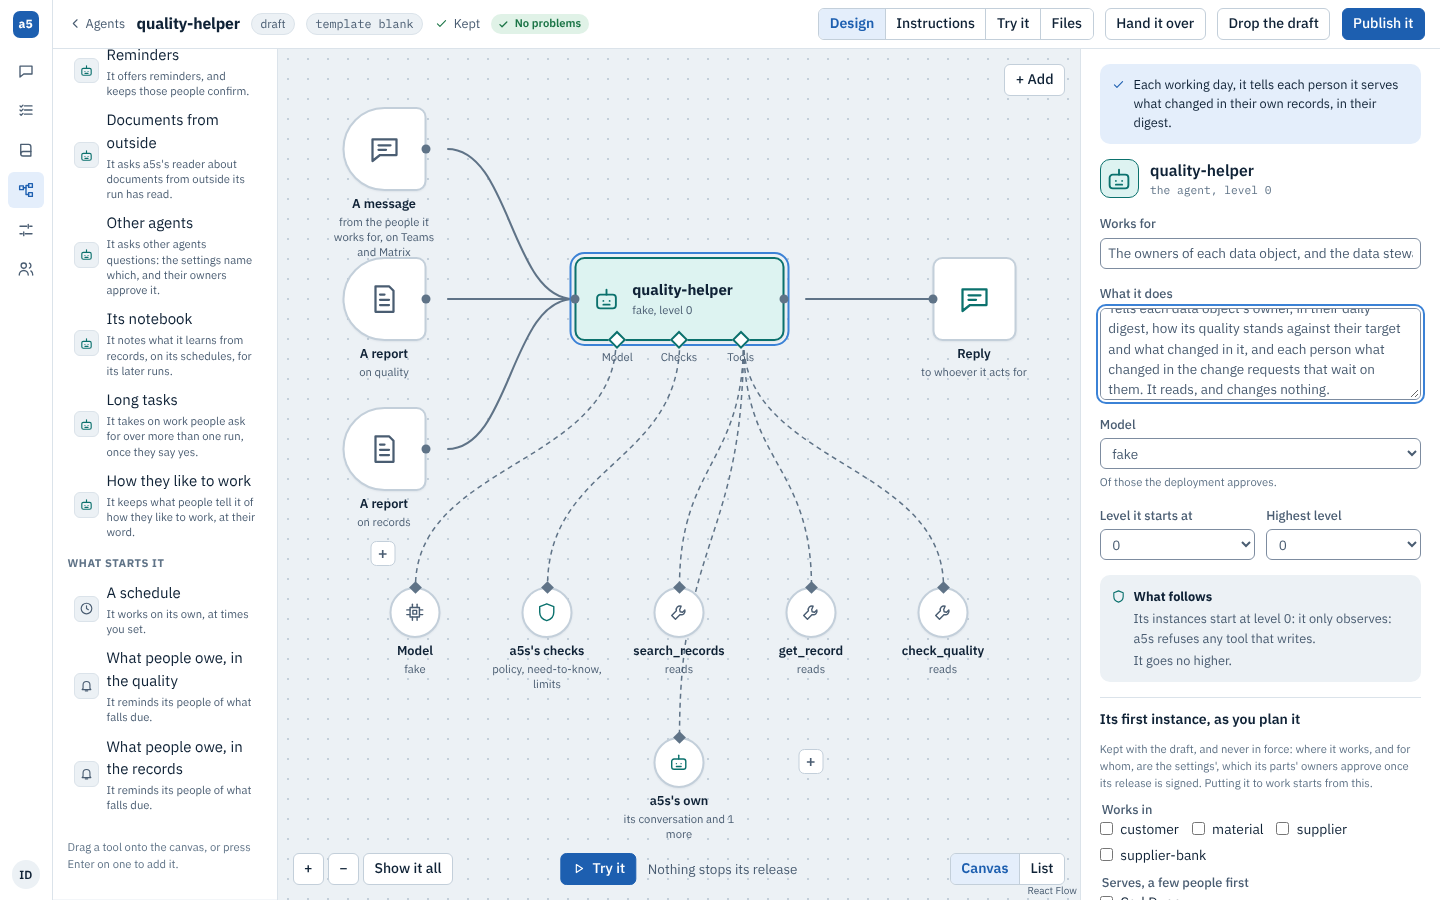 a5
Agents
quality-helper
draft
template blank
Kept
No problems
Design
Instructions
Try it
Files
Hand it over
Drop the draft
Publish it
Reminders
It offers reminders, and
keeps those people confirm.
Documents from
outside
It asks a5s's reader about
documents from outside its
run has read.
Other agents
It asks other agents
questions: the settings name
which, and their owners
approve it.
Its notebook
It notes what it learns from
records, on its schedules, for
its later runs.
Long tasks
It takes on work people ask
for over more than one run,
once they say yes.
How they like to work
It keeps what people tell it of
how they like to work, at their
word.
WHAT STARTS IT
A schedule
It works on its own, at times
you set.
What people owe, in
the quality
It reminds its people of what
falls due.
What people owe, in
the records
It reminds its people of what
falls due.
Drag a tool onto the canvas, or press
Enter on one to add it.
ID
+ Add
A message
from the people it
works for, on Teams
and Matrix
A report
on quality
A report
on records
+
quality-helper
fake, level 0
Model
Checks
Tools
Reply
to whoever it acts for
Model
fake
a5s's checks
policy, need-to-know,
limits
search_records
reads
get_record
reads
check_quality
reads
a5s's own
its conversation and 1
more
+
+
−
Show it all
Try it
Nothing stops its release
Canvas
List
React Flow
Each working day, it tells each person it serves
what changed in their own records, in their
digest.
quality-helper
the agent, level 0
Works for
The owners of each data object, and the data stew
What it does
Tells each data object's owner, in their daily
digest, how its quality stands against their target
and what changed in it, and each person what
changed in the change requests that wait on
them. It reads, and changes nothing.
Model
fake
Of those the deployment approves.
Level it starts at
Highest level
0
0
What follows
Its instances start at level 0: it only observes:
a5s refuses any tool that writes.
It goes no higher.
Its first instance, as you plan it
Kept with the draft, and never in force: where it works, and for
whom, are the settings', which its parts' owners approve once
its release is signed. Putting it to work starts from this.
Works in
customer
material
supplier
supplier-bank
Serves, a few people first